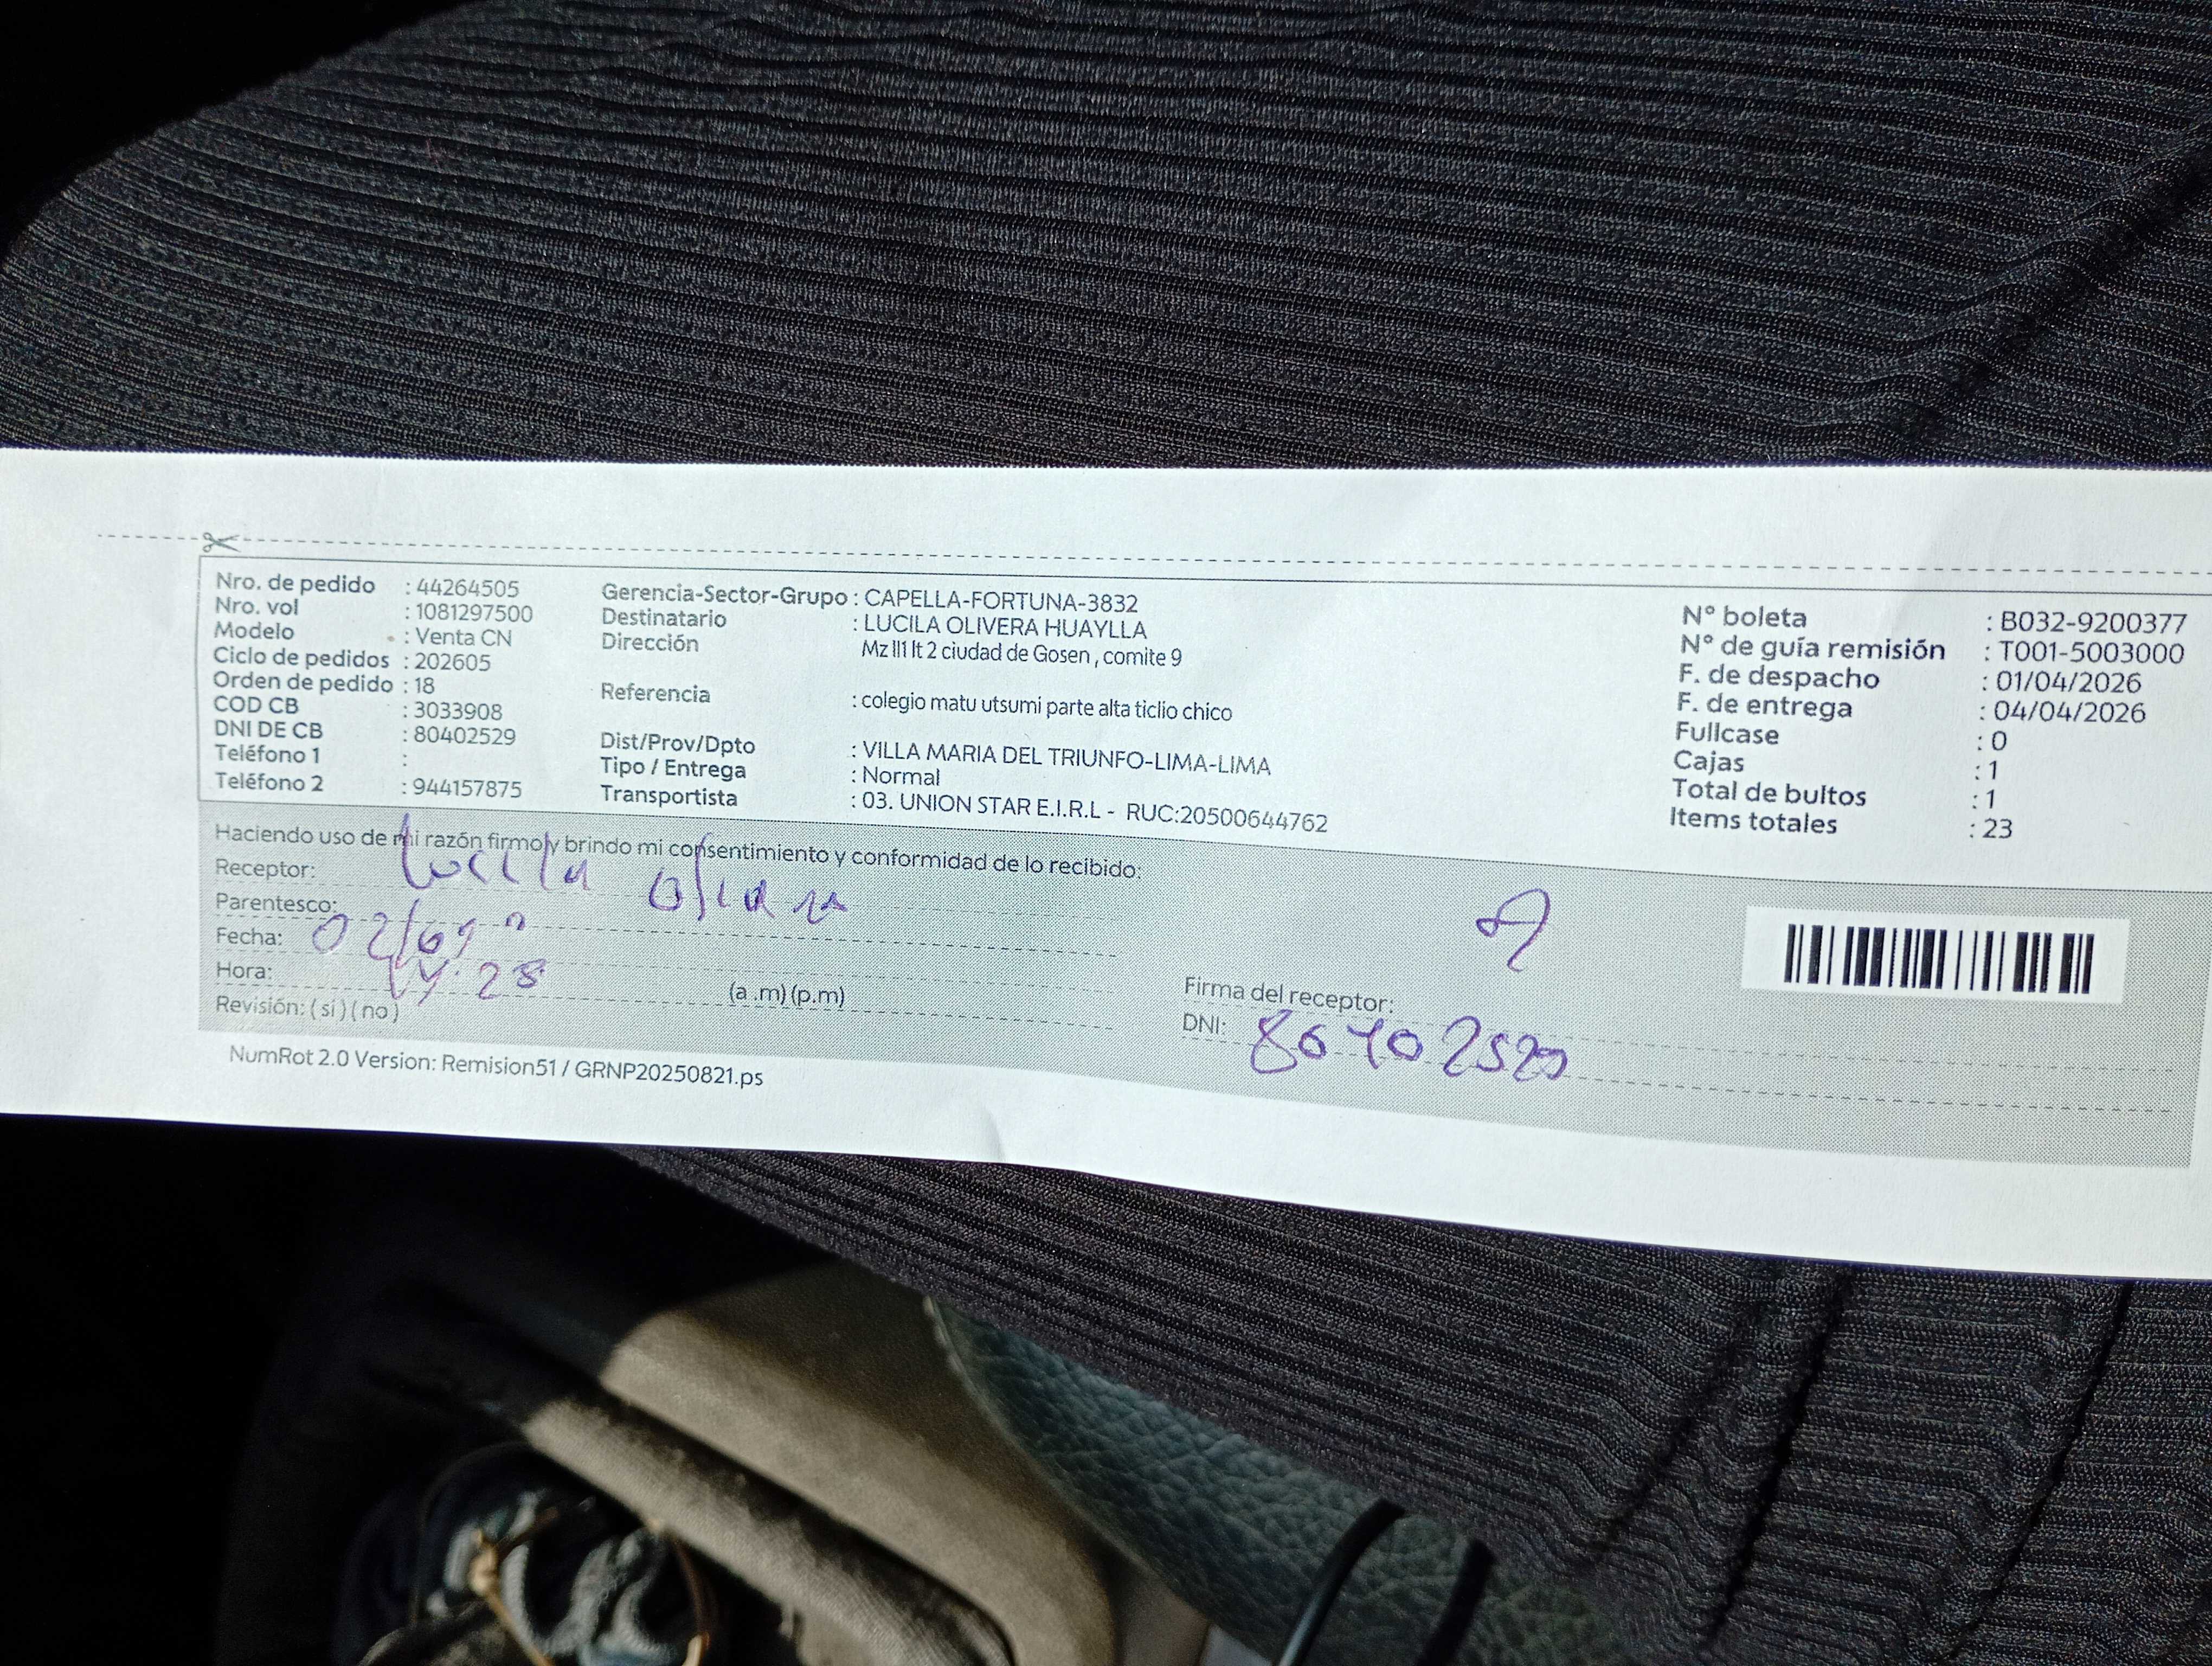 Nro. de pedido : 44264505
Nro. vol : 1081297500
Modelo : Venta CN
Ciclo de pedidos : 202605
Orden de pedido : 18
COD CB : 3033908
DNI DE CB : 80402529
Teléfono 1 :
Teléfono 2 : 944157875
Gerencia-Sector-Grupo : CAPELLA-FORTUNA-3832
Destinatario : LUCILA OLIVERA HUAYLLA
Dirección Mz lll1 lt 2 ciudad de Gosen , comite 9
Referencia : colegio matu utsumi parte alta ticlio chico
Dist/Prov/Dpto : VILLA MARIA DEL TRIUNFO-LIMA-LIMA
Tipo / Entrega : Normal
Transportista : 03. UNION STAR E.I.R.L - RUC:20500644762
N° boleta : B032-9200377
N° de guía remisión : T001-5003000
F. de despacho : 01/04/2026
F. de entrega : 04/04/2026
Fullcase : 0
Cajas : 1
Total de bultos : 1
Items totales : 23
Haciendo uso de mi razón firmo y brindo mi consentimiento y conformidad de lo recibido:
Receptor: Lucila
Parentesco:
Fecha:
Hora: (a .m) (p.m)
Revisión: ( si ) ( no )
Firma del receptor:
DNI: 80402529
NumRot 2.0 Version: Remision51 / GRNP20250821.ps